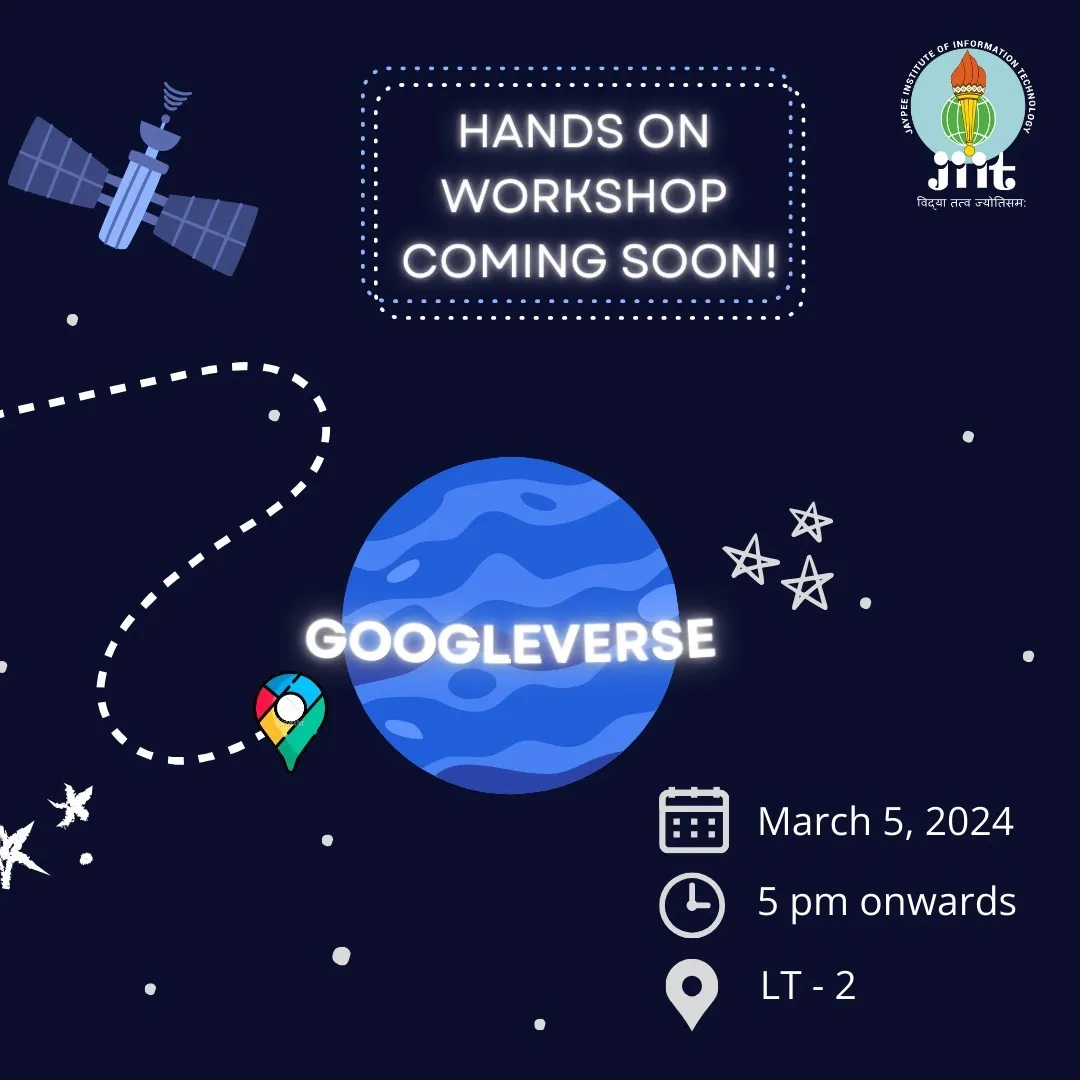 HANDS ON
WORKSHOP
COMING SOON!
JAYPEE INSTITUTE OF INFORMATION TECHNOLOGY
jiit
विद्या तत्व ज्योतिसम:
GOOGLEVERSE
March 5, 2024
5 pm onwards
LT - 2